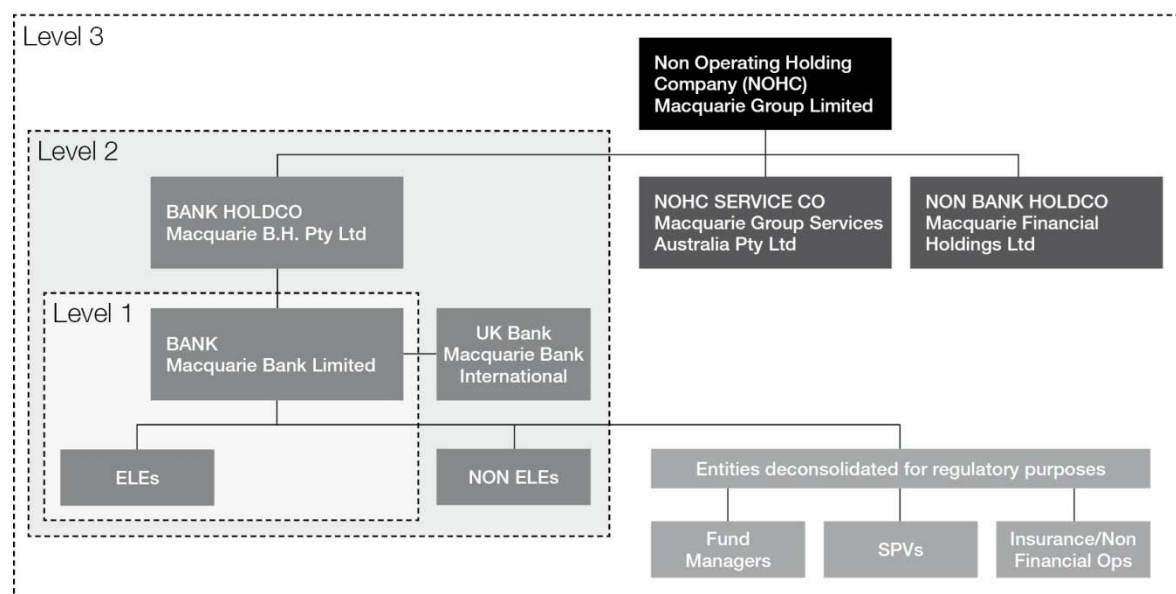 Level 3
Non Operating Holding
Company (NOHC)
Macquarie Group Limited
Level 2
BANK HOLDCO
Macquarie B.H. Pty Ltd
NOHC SERVICE CO
Macquarie Group Services
Australia Pty Ltd
NON BANK HOLDCO
Macquarie Financial
Holdings Ltd
Level 1
BANK
Macquarie Bank Limited
UK Bank
Macquarie Bank
International
ELEs
NON ELEs
Entities deconsolidated for regulatory purposes
Fund
Managers
SPVs
Insurance/Non
Financial Ops